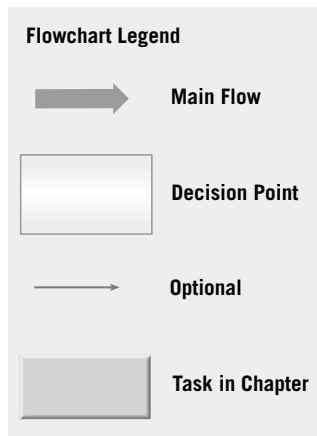 Flowchart Legend
Main Flow
Decision Point
Optional
Task in Chapter